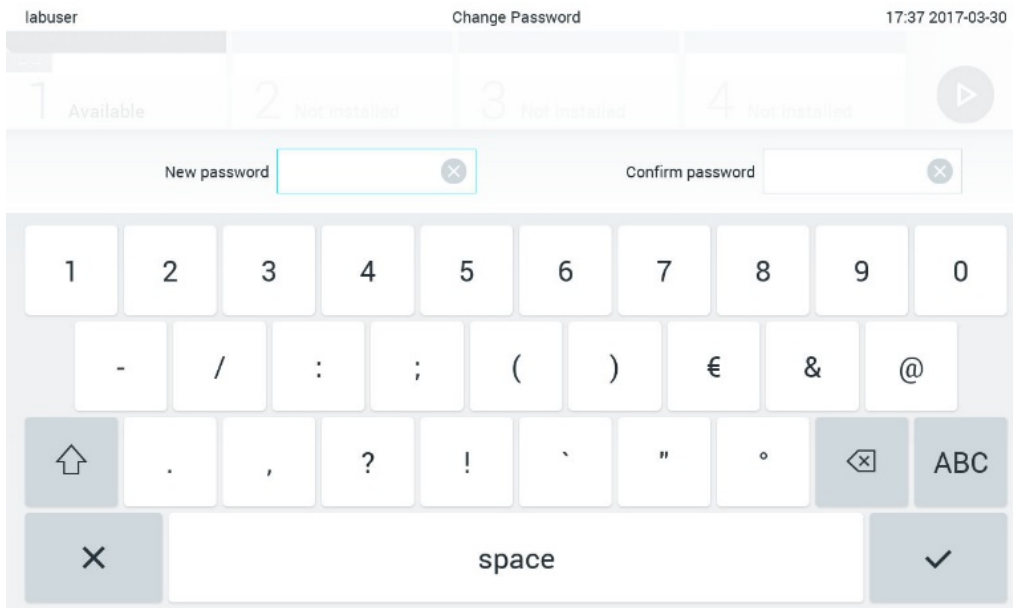 labuser Change Password 17:37 2017-03-30
1 Available 2 Not installed 3 Not installed 4 Not installed
New password Confirm password
1 2 3 4 5 6 7 8 9 0
- / : ; ( ) € & @
. , ? ! ` " ° ABC
space